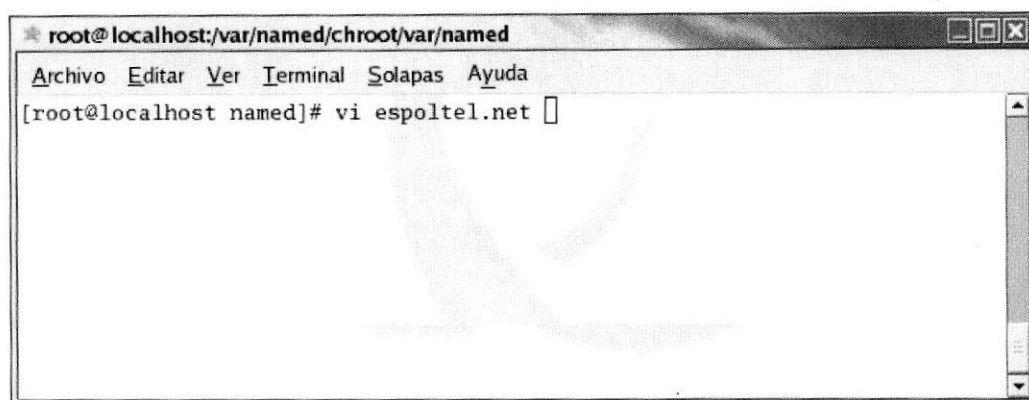 root@localhost:/var/named/chroot/var/named
Archivo Editar Ver Terminal Solapas Ayuda
[root@localhost named]# vi espoltel.net